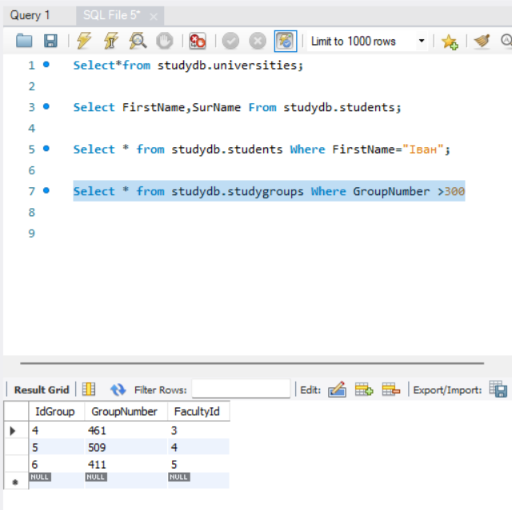 Query 1 SQL File 5* ×
Limit to 1000 rows
1 Select*from studydb.universities;
2
3 Select FirstName,SurName From studydb.students;
4
5 Select * from studydb.students Where FirstName="Іван";
6
7 Select * from studydb.studygroups Where GroupNumber >300
8
9
Result Grid Filter Rows: Edit: Export/Import:
IdGroup GroupNumber FacultyId
4 461 3
5 509 4
6 411 5
NULL NULL NULL